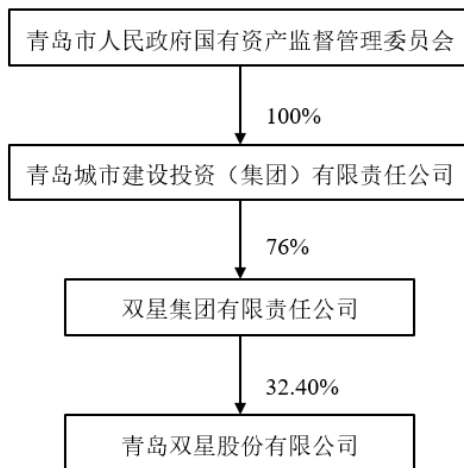 青岛市人民政府国有资产监督管理委员会
100%
青岛城市建设投资（集团）有限责任公司
76%
双星集团有限责任公司
32.40%
青岛双星股份有限公司